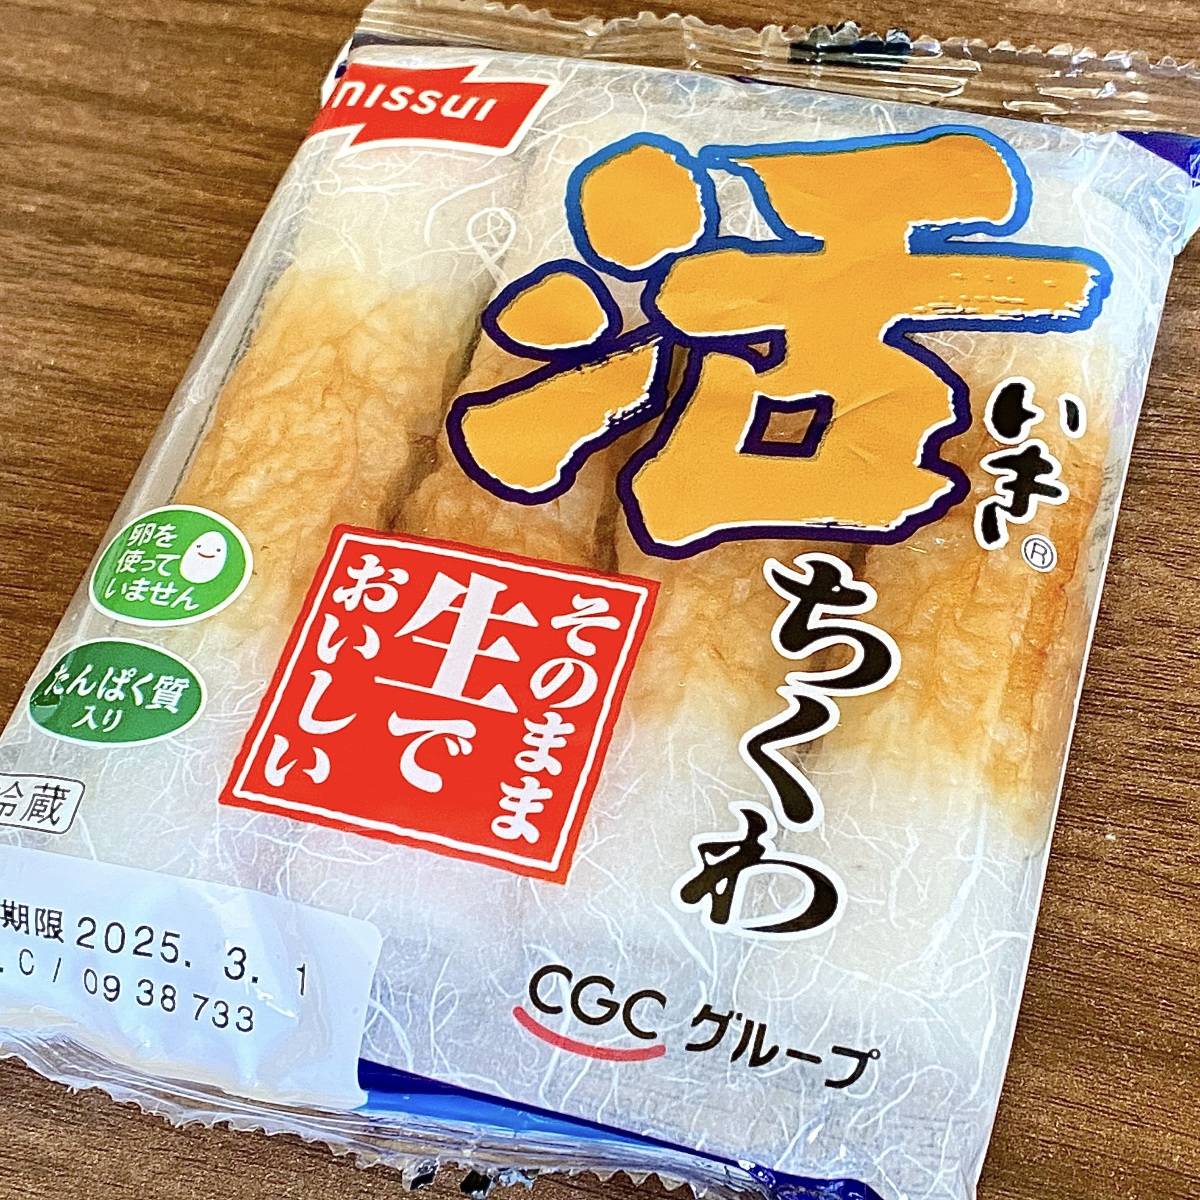 nissui
活
いき®
ちくわ
卵を
使って
いません
たんぱく質
入り
そのまま
生で
おいしい
冷蔵
期限 2025. 3. 1
.C/ 09 38 733
CGC グループ